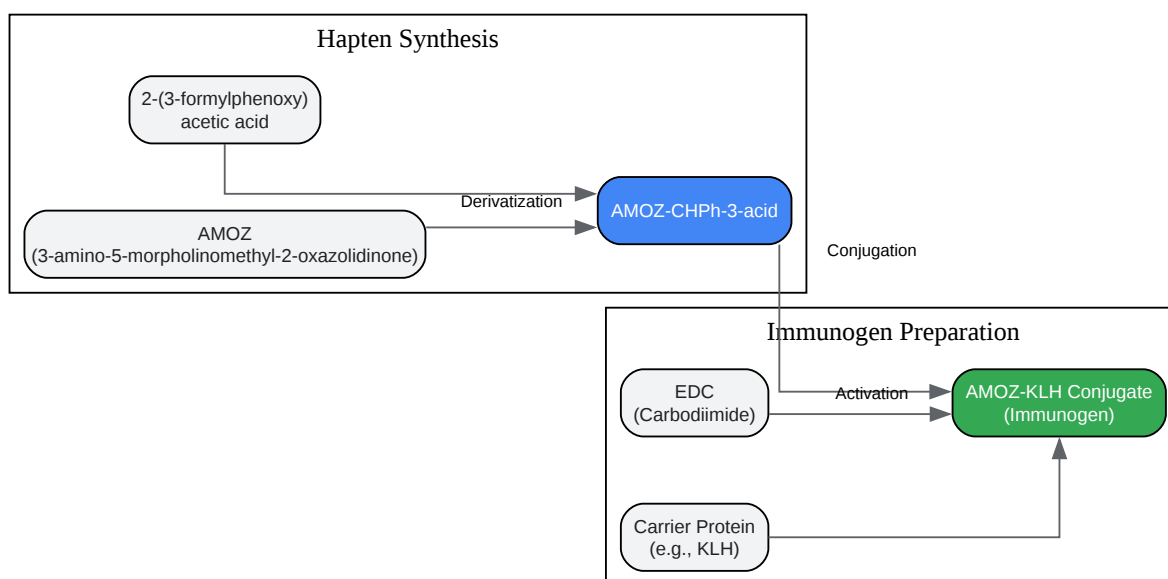 Hapten Synthesis
2-(3-formylphenoxy)
acetic acid
Derivatization
AMOZ-CHPh-3-acid
AMOZ
(3-amino-5-morpholinomethyl-2-oxazolidinone)
Conjugation
Immunogen Preparation
EDC
(Carbodiimide)
Activation
AMOZ-KLH Conjugate
(Immunogen)
Carrier Protein
(e.g., KLH)